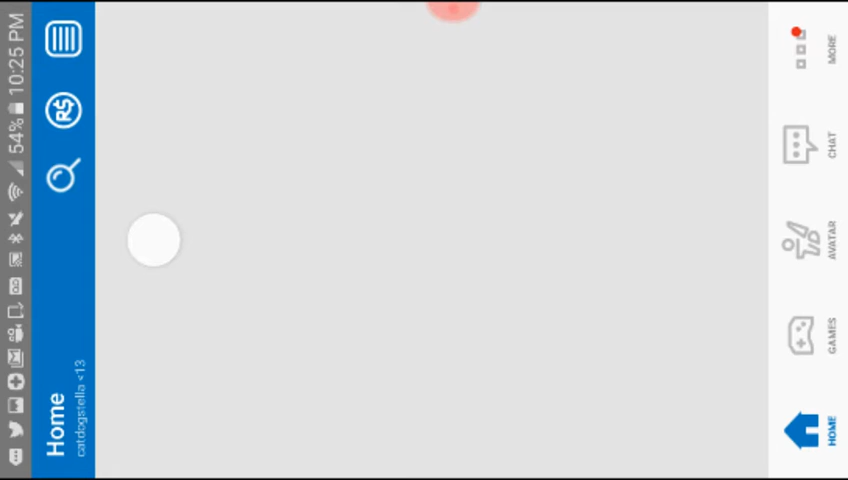 54% 10:25 PM
Home
catdogstella <13
R$
HOME
GAMES
AVATAR
CHAT
MORE